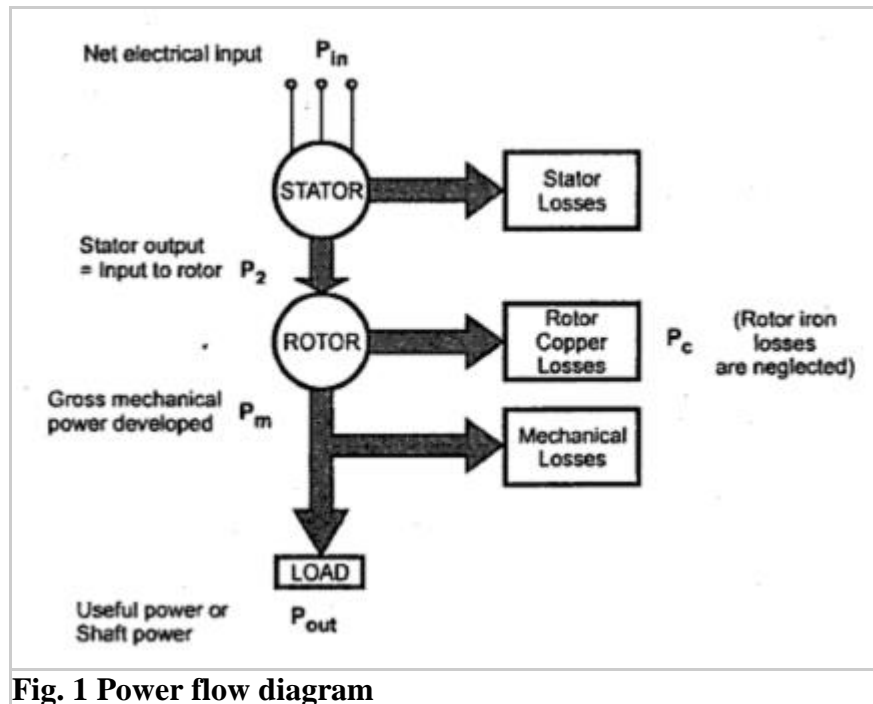 Net electrical input P_in
STATOR
Stator
Losses
Stator output
= Input to rotor P_2
ROTOR
Rotor
Copper
Losses
P_c
(Rotor iron
losses
are neglected)
Gross mechanical
power developed P_m
Mechanical
Losses
LOAD
Useful power or
Shaft power
P_out
Fig. 1 Power flow diagram